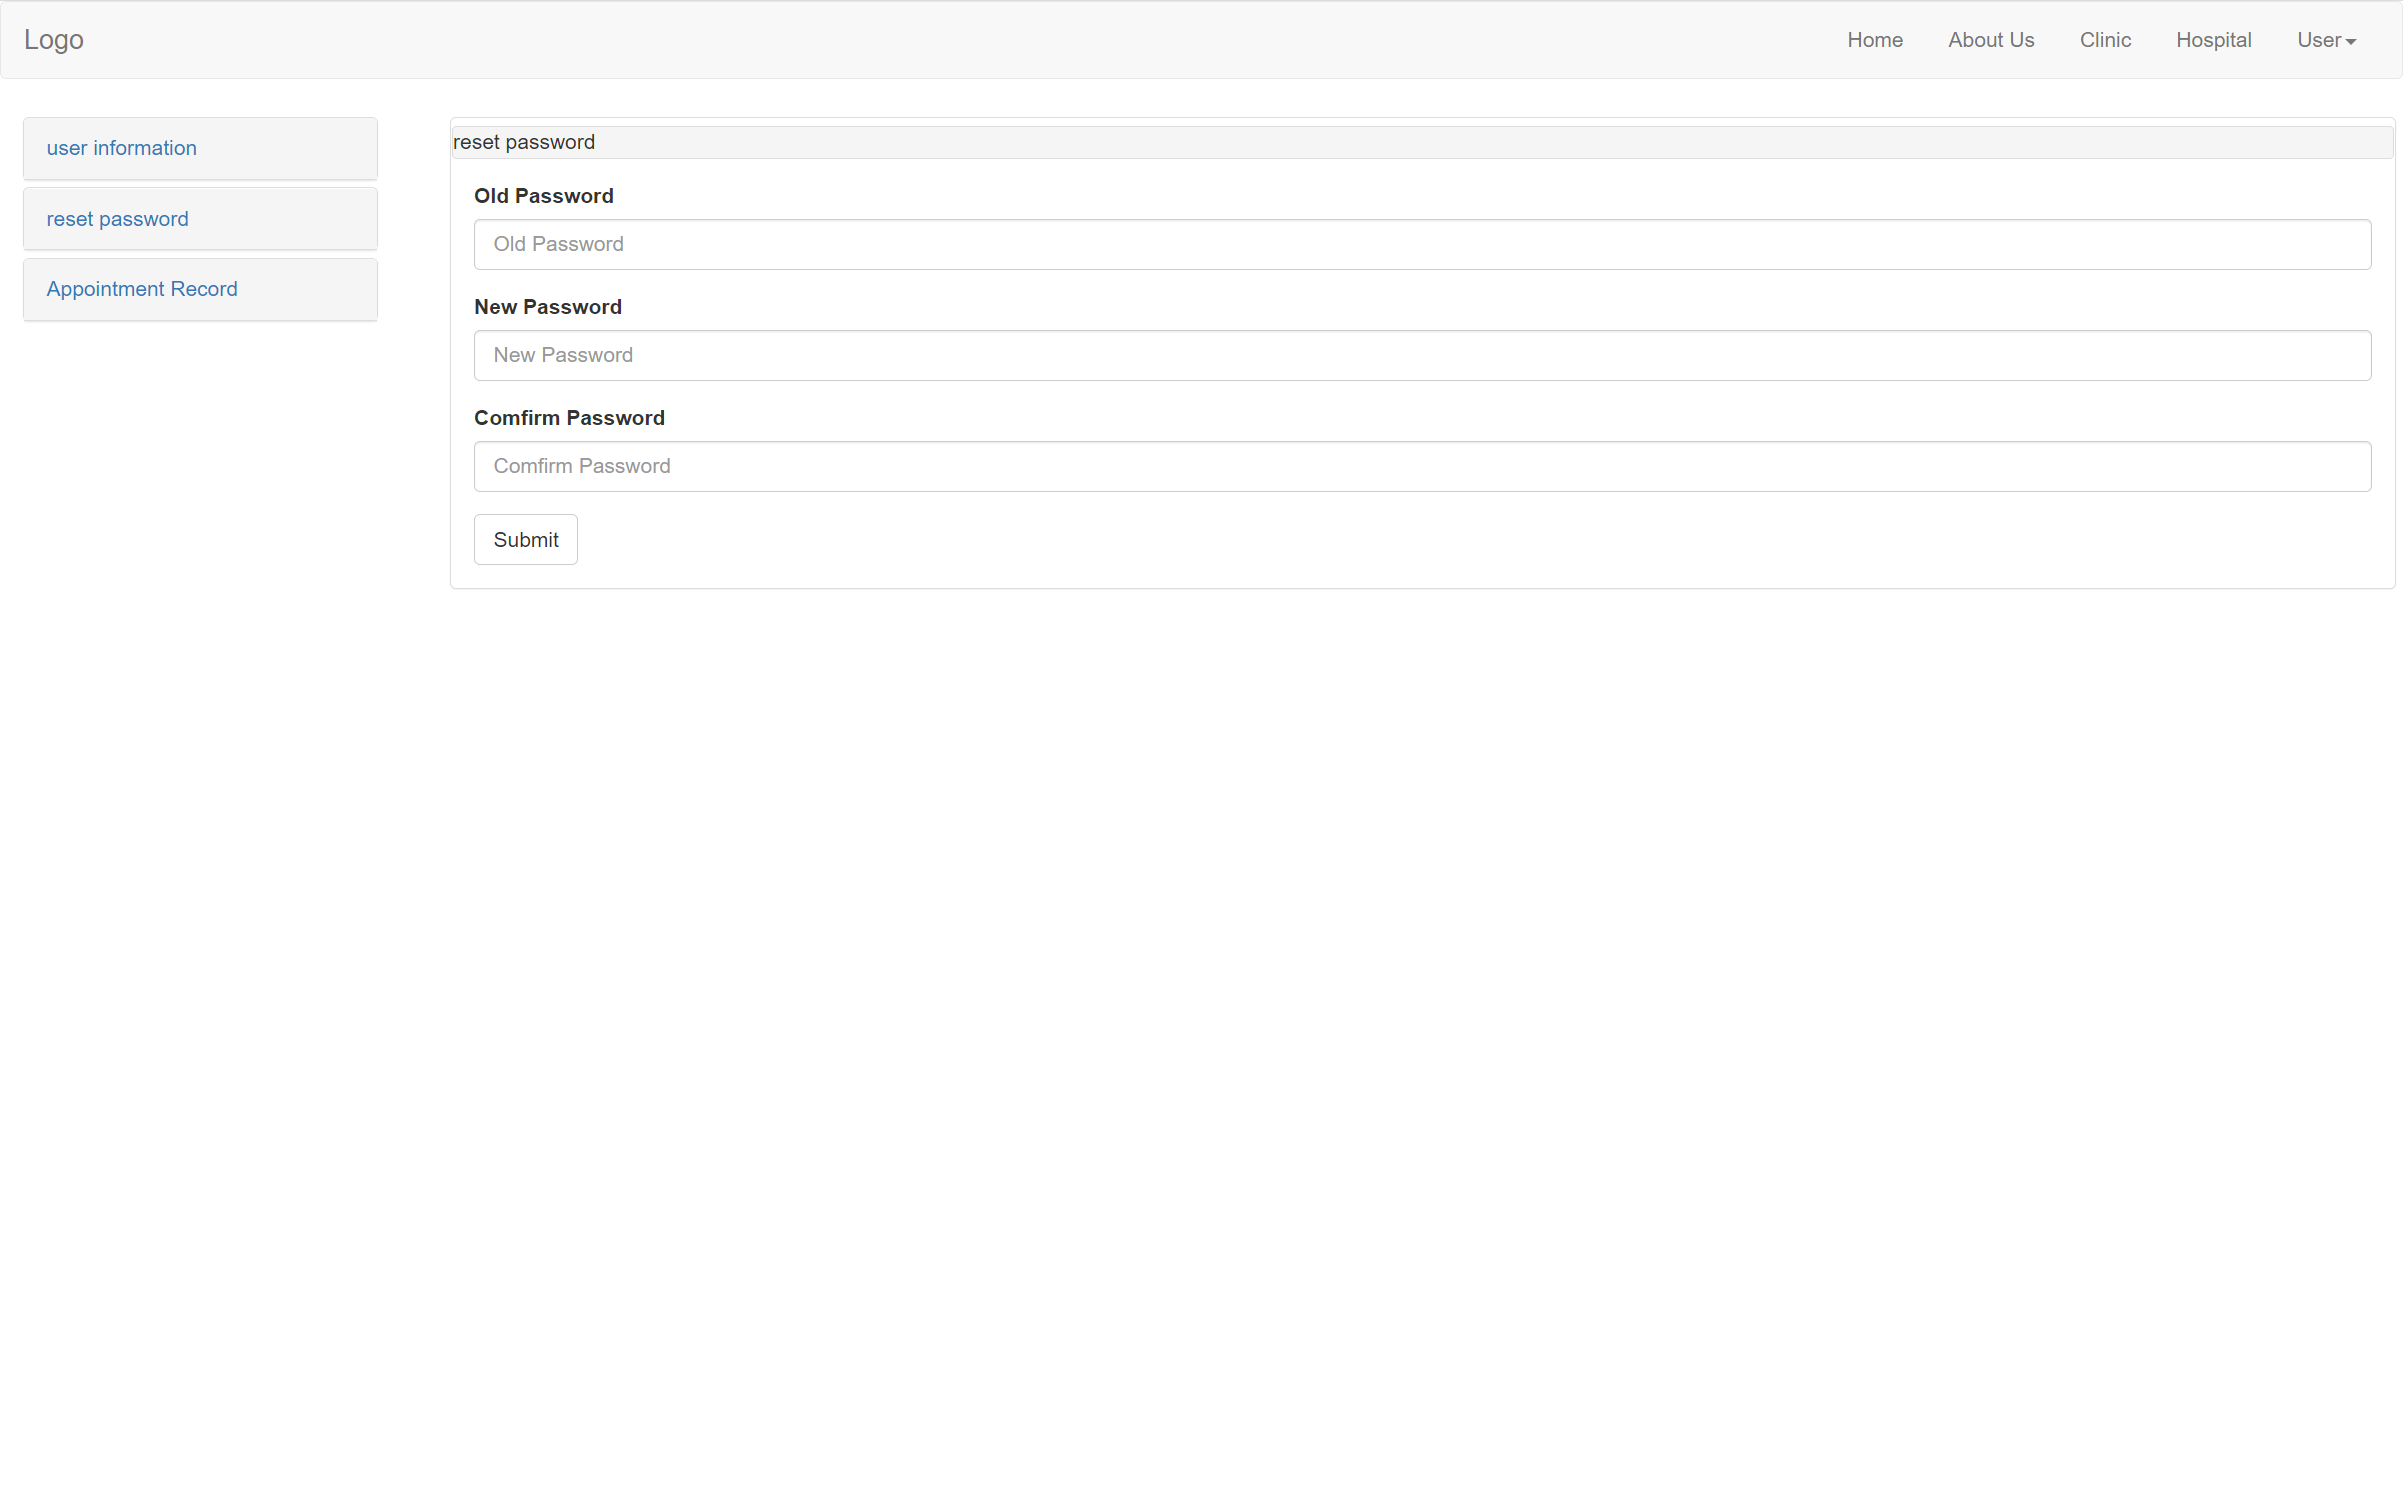 Logo
Home About Us Clinic Hospital User
user information
reset password
Appointment Record
reset password
Old Password
Old Password
New Password
New Password
Comfirm Password
Comfirm Password
Submit